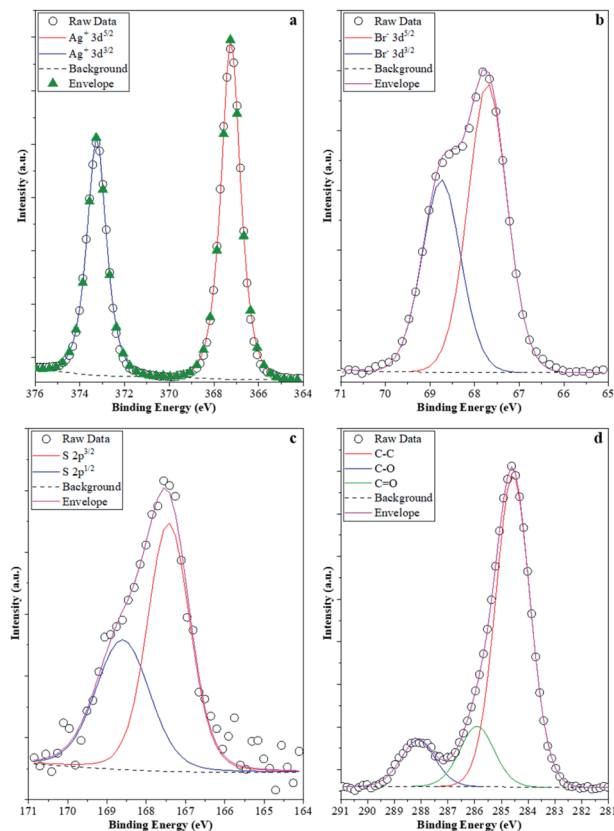 a
Raw Data
Ag⁺ 3d⁵/²
Ag⁺ 3d³/²
Background
Envelope
Intensity (a.u.)
376 374 372 370 368 366 364
Binding Energy (eV)
b
Raw Data
Br⁻ 3d⁵/²
Br⁻ 3d³/²
Background
Envelope
Intensity (a.u.)
71 70 69 68 67 66 65
Binding Energy (eV)
c
Raw Data
S 2p³/²
S 2p¹/²
Background
Envelope
Intensity (a.u.)
171 170 169 168 167 166 165 164
Binding Energy (eV)
d
Raw Data
C-C
C-O
C=O
Background
Envelope
Intensity (a.u.)
291 290 289 288 287 286 285 284 283 282 281
Binding Energy (eV)